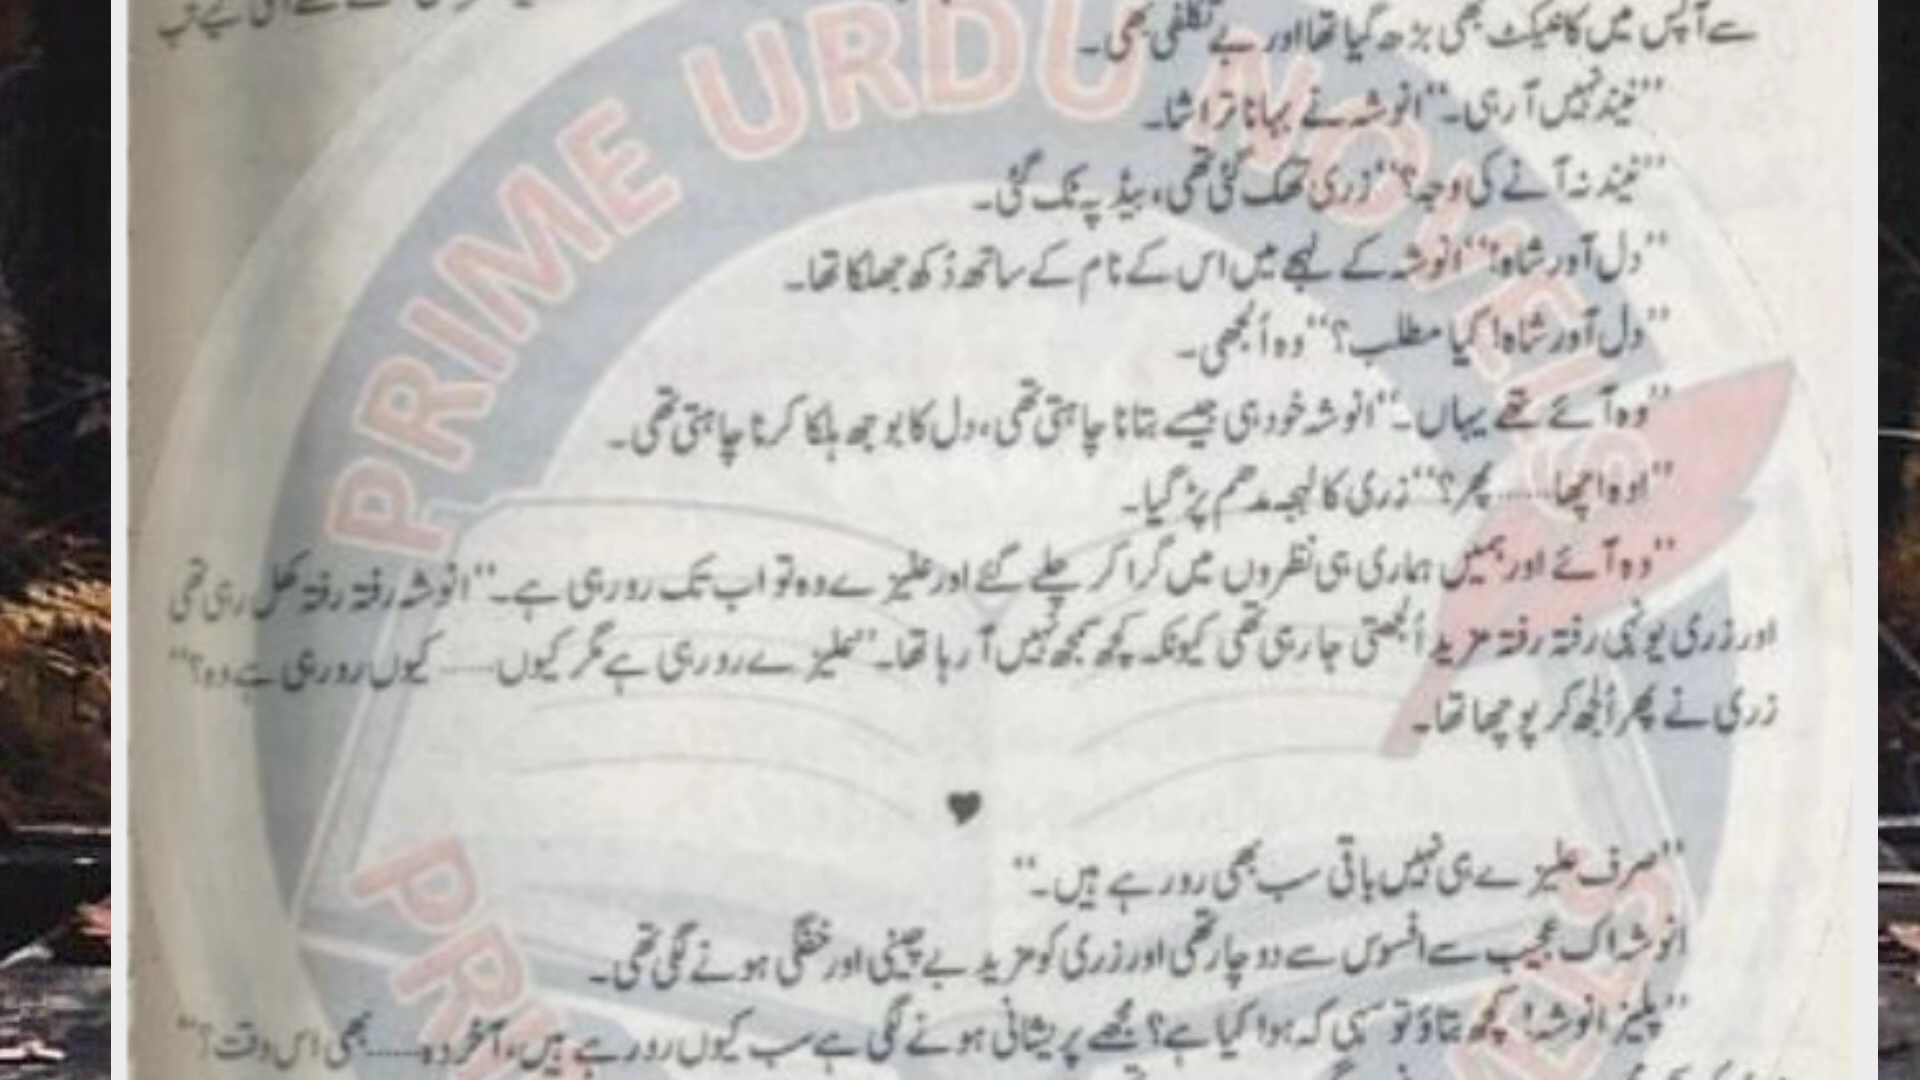 سے آپس میں کانٹیکٹ بھی بڑھ گیا تھا اور بے تکلفی بھی۔
”نیند نہیں آ رہی۔“ انوشہ نے بہانا تراشا۔
”نیند نہ آنے کی وجہ؟“ زری تھک گئی تھی، بیڈ پہ ٹک گئی۔
”دل آور شاہ!“ انوشہ کے لہجے میں اس کے نام کے ساتھ دُکھ جھلکا تھا۔
”دل آور شاہ! کیا مطلب؟“ وہ اُلجھی۔
”وہ آئے تھے یہاں۔“ انوشہ خود ہی جیسے بتانا چاہتی تھی، دل کا بوجھ ہلکا کرنا چاہتی تھی۔
”اوہ اچھا...... پھر؟“ زری کا لہجہ مدھم پڑ گیا۔
”وہ آئے اور ہمیں ہماری ہی نظروں میں گرا کر چلے گئے اور علیزے وہ تو اب تک رو رہی ہے۔“ انوشہ رفتہ رفتہ کھل رہی تھی
اور زری یونہی رفتہ رفتہ مزید اُلجھتی جا رہی تھی کیونکہ کچھ سمجھ نہیں آ رہا تھا۔ ”علیزے رو رہی ہے مگر کیوں...... کیوں رو رہی ہے وہ؟“
زری نے پھر اُلجھ کر پوچھا تھا۔
”صرف علیزے ہی نہیں باقی سب بھی رو رہے ہیں۔“
انوشہ اک عجیب سے افسوس سے دوچار تھی اور زری کو مزید بے چینی اور خفگی ہونے لگی تھی۔
”پلیز انوشہ! کچھ بتاؤ تو سہی کہ ہوا کیا ہے؟ مجھے پریشانی ہونے لگی ہے سب کیوں رو رہے ہیں، آخر وہ...... بھی اس وقت؟“
PRIME URDU NOVELS